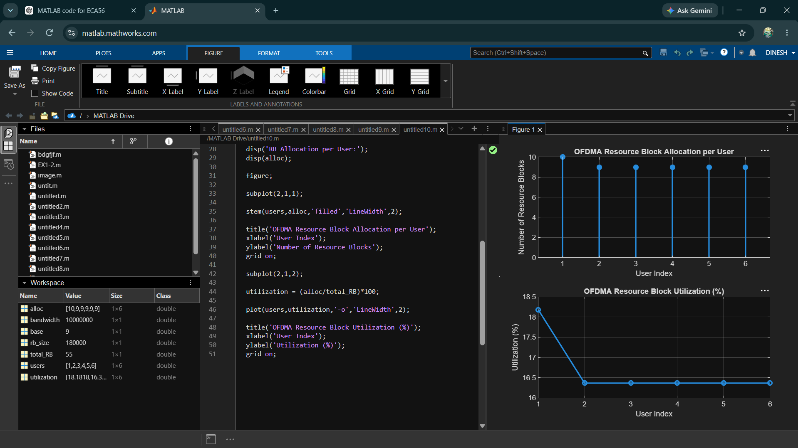 MATLAB code for ECA56
MATLAB
Ask Gemini
matlab.mathworks.com
HOME PLOTS APPS FIGURE FORMAT TOOLS
Search (Ctrl+Shift+Space)
DINESH
Save As
Copy Figure
Print
Show Code
FILE
Title Subtitle X Label Y Label Z Label Legend Colorbar Grid X Grid Y Grid
LABELS AND ANNOTATIONS
/ > MATLAB Drive
Files
Name
bdgfjf.m
EX1-2.m
image.m
untit.m
untitled.m
untitled2.m
untitled3.m
untitled4.m
untitled5.m
untitled6.m
untitled7.m
untitled8.m
Workspace
Name Value Size Class
alloc [10,9,9,9,9,9] 1×6 double
bandwidth 10000000 1×1 double
base 9 1×1 double
rb_size 180000 1×1 double
total_RB 55 1×1 double
users [1,2,3,4,5,6] 1×6 double
utilization [18.1818,16.3... 1×6 double
untitled6.m untitled7.m untitled8.m untitled9.m untitled10.m
/MATLAB Drive/untitled10.m
28 disp('RB Allocation per User:');
29 disp(alloc);
30
31 figure;
32
33 subplot(2,1,1);
34
35 stem(users,alloc,'filled','LineWidth',2);
36
37 title('OFDMA Resource Block Allocation per User');
38 xlabel('User Index');
39 ylabel('Number of Resource Blocks');
40 grid on;
41
42 subplot(2,1,2);
43
44 utilization = (alloc/total_RB)*100;
45
46 plot(users,utilization,'-o','LineWidth',2);
47
48 title('OFDMA Resource Block Utilization (%)');
49 xlabel('User Index');
50 ylabel('Utilization (%)');
51 grid on;
Figure 1
OFDMA Resource Block Allocation per User
Number of Resource Blocks
10
8
6
4
2
0
1 2 3 4 5 6
User Index
OFDMA Resource Block Utilization (%)
Utilization (%)
18.5
18
17.5
17
16.5
16
1 2 3 4 5 6
User Index